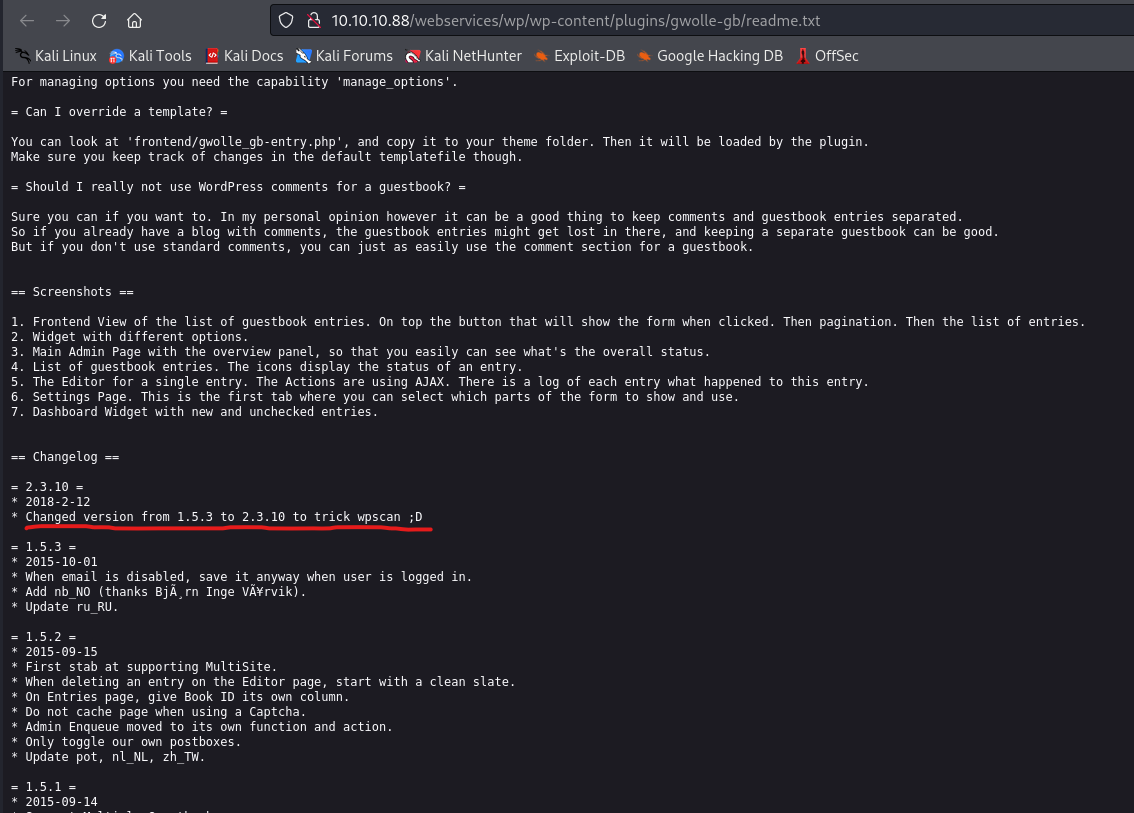 10.10.10.88/webservices/wp/wp-content/plugins/gwolle-gb/readme.txt
Kali Linux Kali Tools Kali Docs Kali Forums Kali NetHunter Exploit-DB Google Hacking DB OffSec
For managing options you need the capability 'manage_options'.
= Can I override a template? =
You can look at 'frontend/gwolle_gb-entry.php', and copy it to your theme folder. Then it will be loaded by the plugin.
Make sure you keep track of changes in the default templatefile though.
= Should I really not use WordPress comments for a guestbook? =
Sure you can if you want to. In my personal opinion however it can be a good thing to keep comments and guestbook entries separated.
So if you already have a blog with comments, the guestbook entries might get lost in there, and keeping a separate guestbook can be good.
But if you don't use standard comments, you can just as easily use the comment section for a guestbook.
== Screenshots ==
1. Frontend View of the list of guestbook entries. On top the button that will show the form when clicked. Then pagination. Then the list of entries.
2. Widget with different options.
3. Main Admin Page with the overview panel, so that you easily can see what's the overall status.
4. List of guestbook entries. The icons display the status of an entry.
5. The Editor for a single entry. The Actions are using AJAX. There is a log of each entry what happened to this entry.
6. Settings Page. This is the first tab where you can select which parts of the form to show and use.
7. Dashboard Widget with new and unchecked entries.
== Changelog ==
= 2.3.10 =
* 2018-2-12
* Changed version from 1.5.3 to 2.3.10 to trick wpscan ;D
= 1.5.3 =
* 2015-10-01
* When email is disabled, save it anyway when user is logged in.
* Add nb_NO (thanks BjÃ¸rn Inge VÃ¥rvik).
* Update ru_RU.
= 1.5.2 =
* 2015-09-15
* First stab at supporting MultiSite.
* When deleting an entry on the Editor page, start with a clean slate.
* On Entries page, give Book ID its own column.
* Do not cache page when using a Captcha.
* Admin Enqueue moved to its own function and action.
* Only toggle our own postboxes.
* Update pot, nl_NL, zh_TW.
= 1.5.1 =
* 2015-09-14